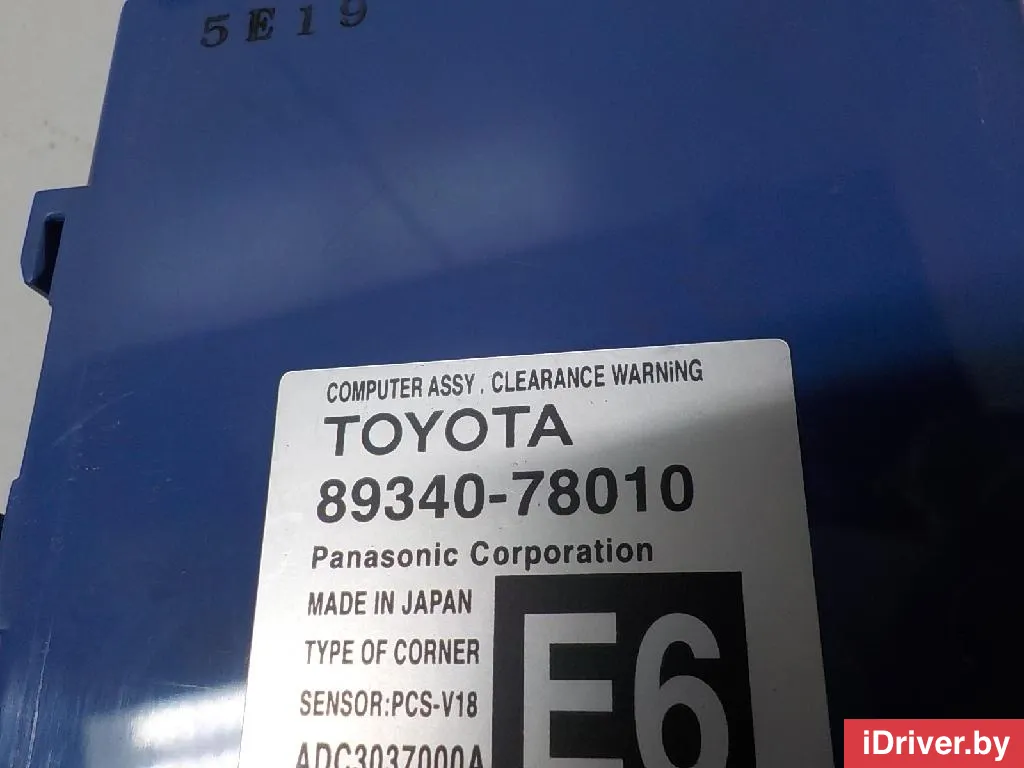 5E19
COMPUTER ASSY . CLEARANCE WARNiNG
TOYOTA
89340-78010
Panasonic Corporation
MADE IN JAPAN
TYPE OF CORNER
SENSOR:PCS-V18
ADC3037000A
E6
iDriver.by